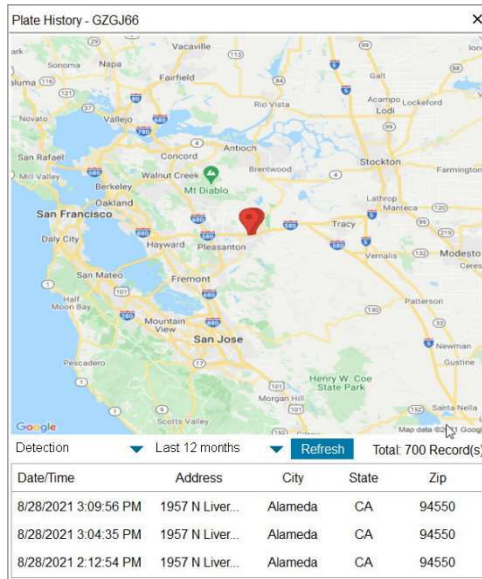 Plate History - GZGJ66
Vacaville
Sonoma Napa
Fairfield
Galt
Rio Vista
Acampo Lockeford
Lodi
Novato Vallejo
San Rafael
Mill Valley
Concord
Antioch
Walnut Creek
Brentwood
Stockton
Farmington
Berkeley
Mt Diablo
Oakland
San Francisco
Lathrop
Manteca
Tracy
Daly City
Hayward
Pleasanton
Vernalis
Modesto
Ceres
San Mateo
Fremont
Half
Moon Bay
Patterson
Mountain
View
San Jose
Newman
Pescadero
Gustine
Henry W. Coe
State Park
Morgan Hill
Santa Nella
Scotts Valley
Google
Map data ©2021 Google
Detection Last 12 months Refresh Total: 700 Record(s)
Date/Time Address City State Zip
8/28/2021 3:09:56 PM 1957 N Liver... Alameda CA 94550
8/28/2021 3:04:35 PM 1957 N Liver... Alameda CA 94550
8/28/2021 2:12:54 PM 1957 N Liver... Alameda CA 94550